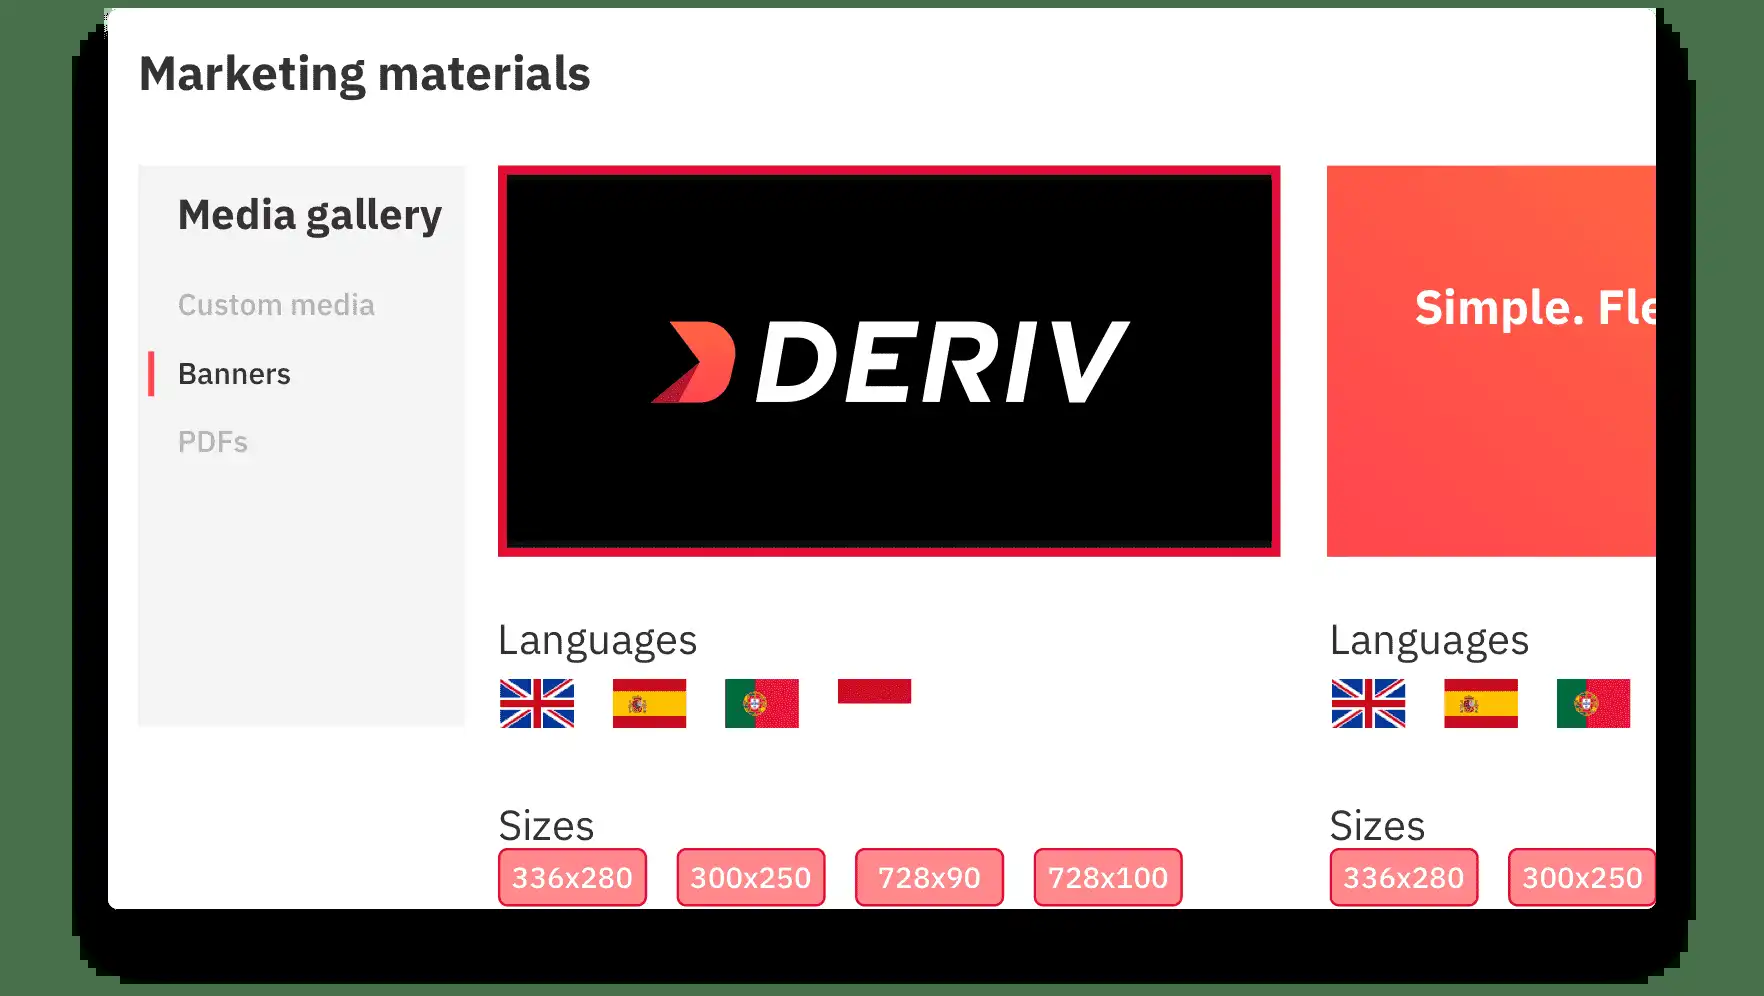 Marketing materials
Media gallery
Custom media
Banners
PDFs
DERIV
Languages
Sizes
336x280
300x250
728x90
728x100
Simple. Fle
Languages
Sizes
336x280
300x250